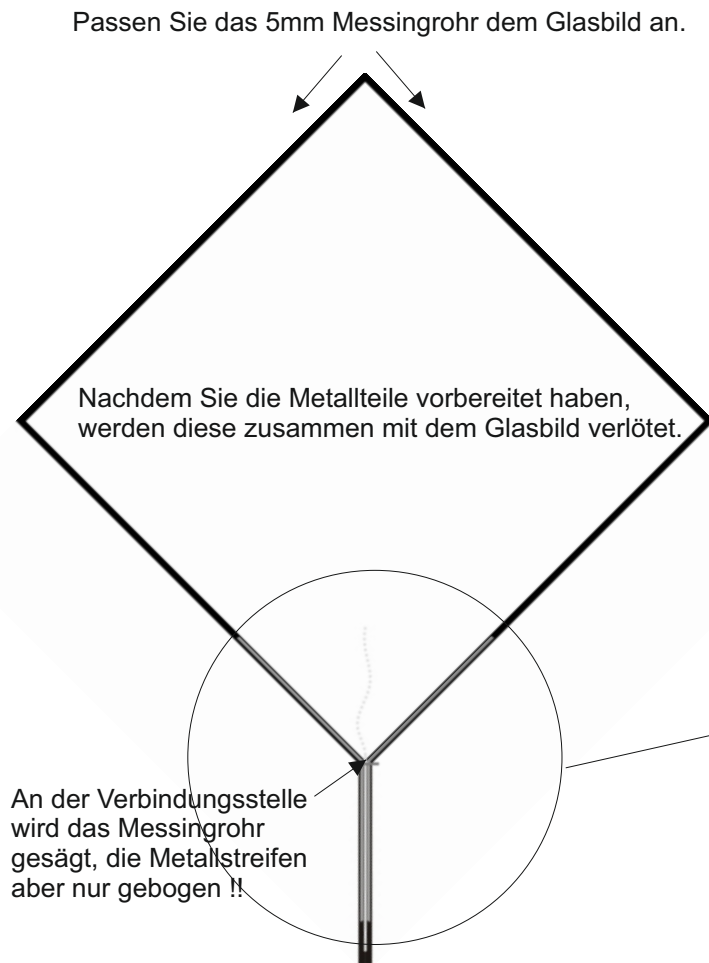 Passen Sie das 5mm Messingrohr dem Glasbild an.
Nachdem Sie die Metallteile vorbereitet haben,
werden diese zusammen mit dem Glasbild verlötet.
An der Verbindungsstelle
wird das Messingrohr
gesägt, die Metallstreifen
aber nur gebogen !!